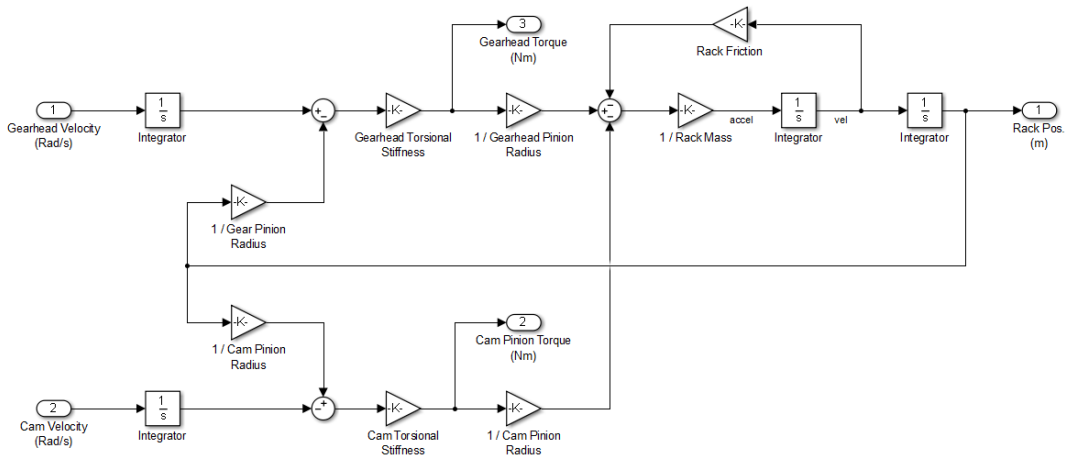 3
Gearhead Torque
(Nm)
-K-
Rack Friction
1
Gearhead Velocity
(Rad/s)
1
s
Integrator
+
−
-K-
Gearhead Torsional
Stiffness
-K-
1 / Gearhead Pinion
Radius
−
+
−
-K-
1 / Rack Mass
accel
1
s
Integrator
vel
1
s
Integrator
1
Rack Pos.
(m)
-K-
1 / Gear Pinion
Radius
-K-
1 / Cam Pinion
Radius
2
Cam Pinion Torque
(Nm)
2
Cam Velocity
(Rad/s)
1
s
Integrator
+
−
-K-
Cam Torsional
Stiffness
-K-
1 / Cam Pinion
Radius